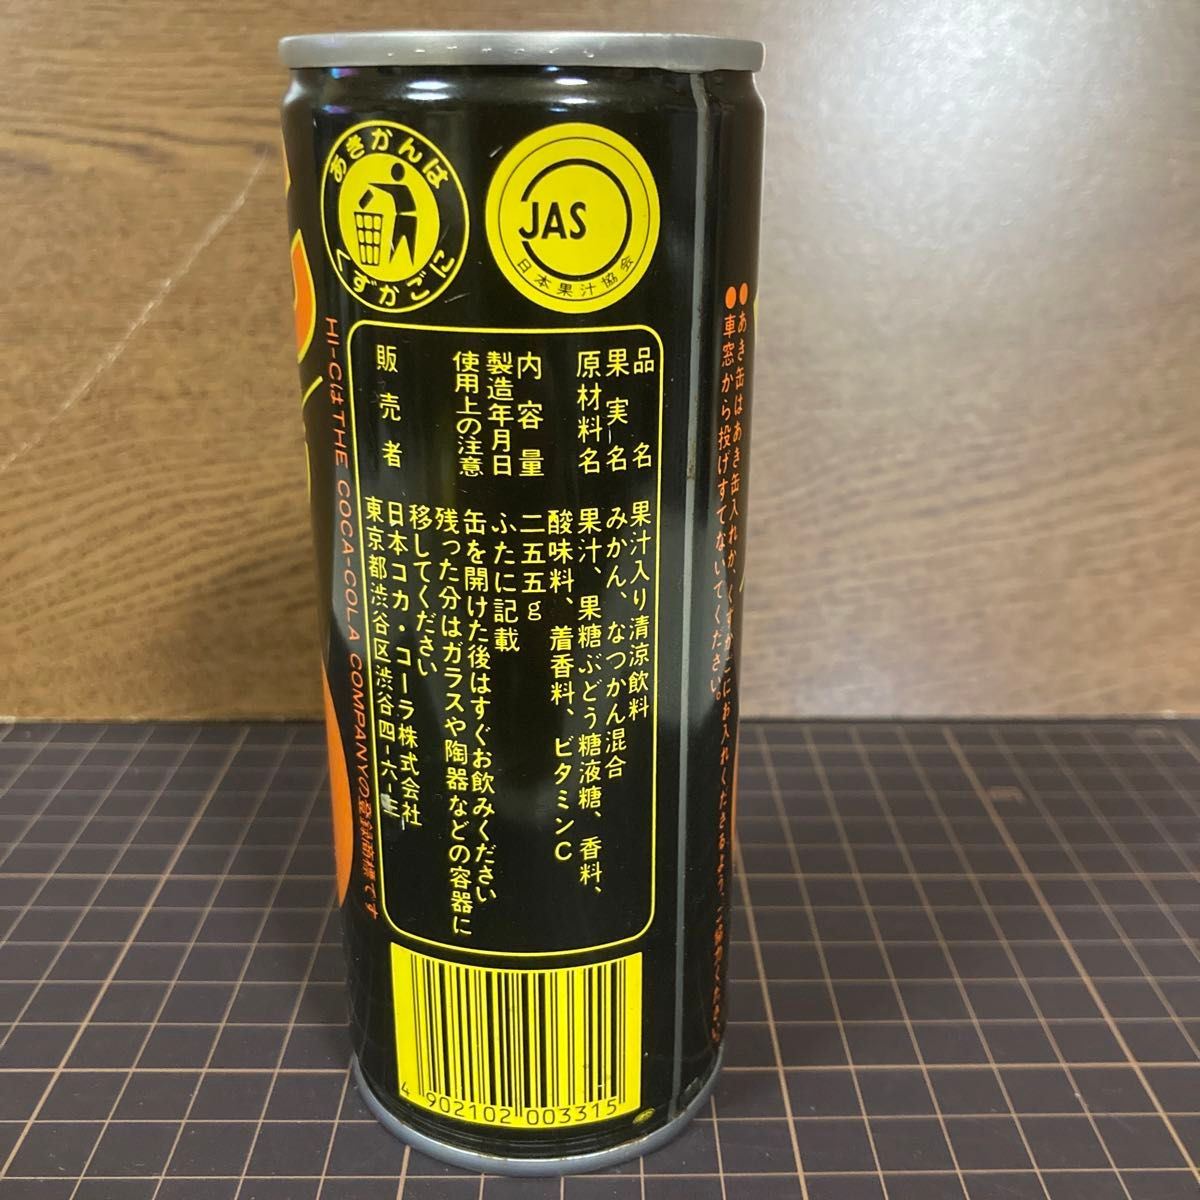 あきかんは
くずかごに
JAS
日本果汁協会
●あき缶はあき缶入れか、くずかごにお入れくださるよう、ご協力ください。
●車窓から投げすてないでください。
品名 果汁入り清涼飲料
果実名 みかん、なつかん混合
原材料名 果汁、果糖ぶどう糖液糖、香料、
酸味料、着香料、ビタミンC
内容量 二五五g
製造年月日 ふたに記載
使用上の注意 缶を開けた後はすぐお飲みください
残った分はガラスや陶器などの容器に
移してください
販売者 日本コカ・コーラ株式会社
東京都渋谷区渋谷四-六-三
HI-CはTHE COCA-COLA COMPANYの登録商標です
4 902102 003315